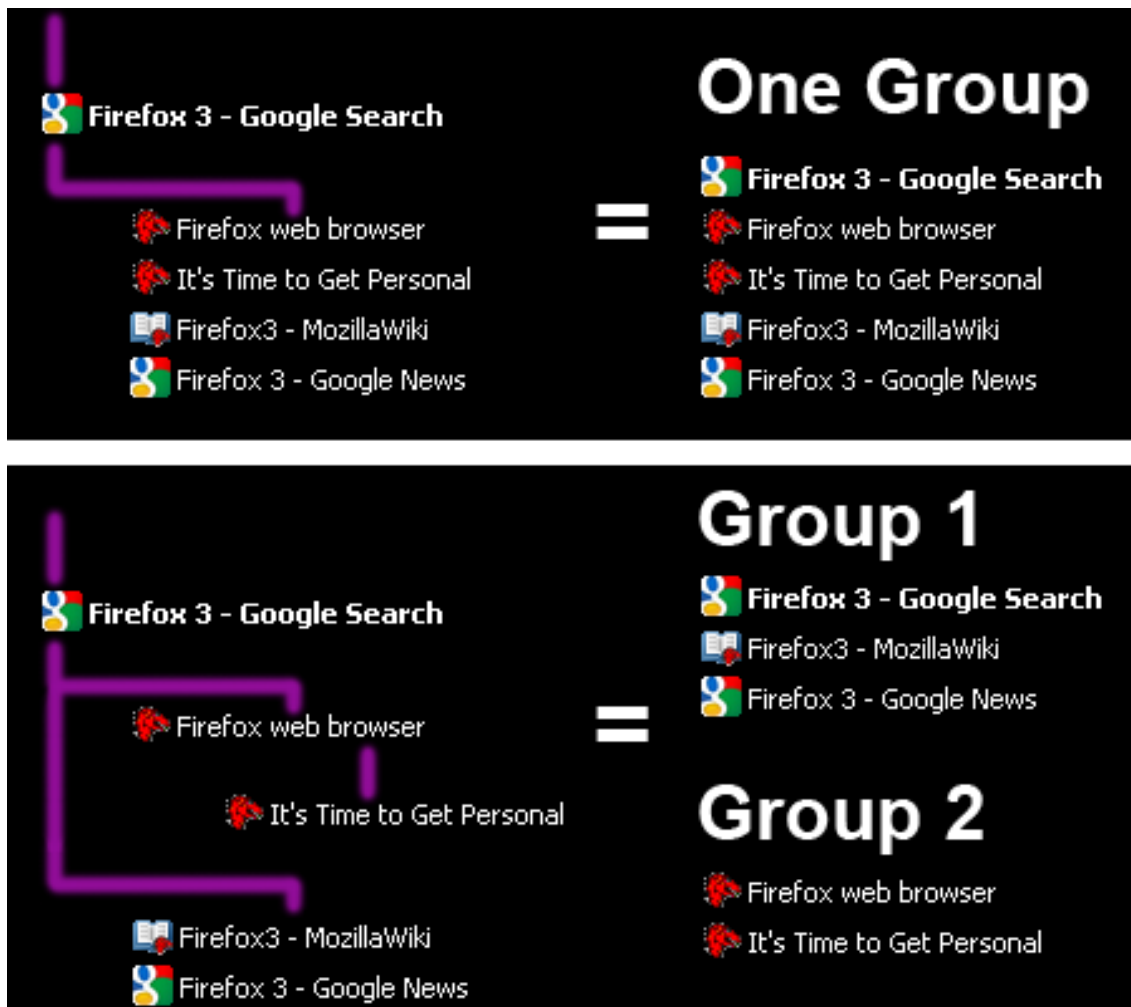 Firefox 3 - Google Search
Firefox web browser
It's Time to Get Personal
Firefox3 - MozillaWiki
Firefox 3 - Google News
=
One Group
Firefox 3 - Google Search
Firefox web browser
It's Time to Get Personal
Firefox3 - MozillaWiki
Firefox 3 - Google News
Firefox 3 - Google Search
Firefox web browser
It's Time to Get Personal
Firefox3 - MozillaWiki
Firefox 3 - Google News
=
Group 1
Firefox 3 - Google Search
Firefox3 - MozillaWiki
Firefox 3 - Google News
Group 2
Firefox web browser
It's Time to Get Personal